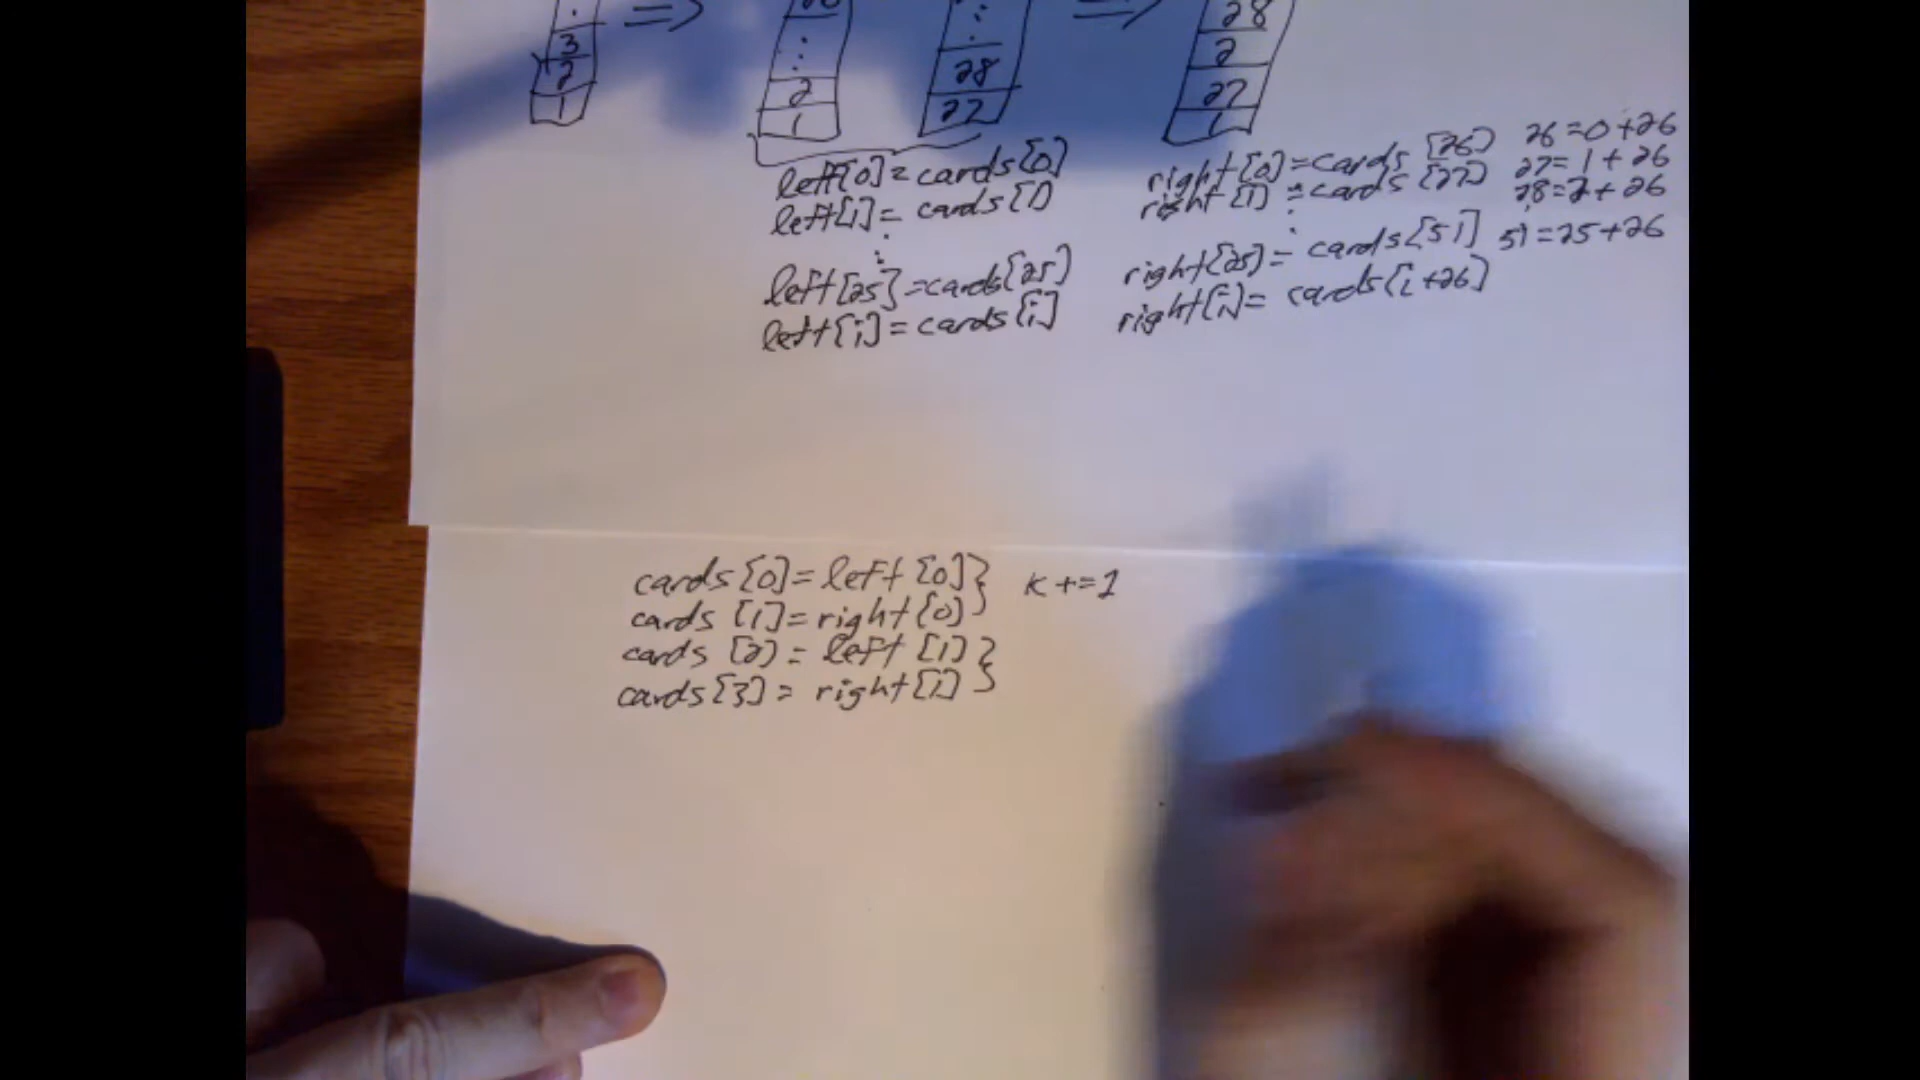 3 => => 28
2 2 28 2
1 1 27 27
1
left[0]=cards[0] right[0]=cards[26] 26=0+26
left[1]= cards[1] right[1]=cards[27] 27=1+26
28=2+26
left[25]=cards[25] right[25]= cards[51] 51=25+26
left[i]=cards[i] right[i]= cards[i+26]
cards[0]=left[0]} k+=1
cards [1]=right[0]
cards [2]= left [1]}
cards[3]= right[1]